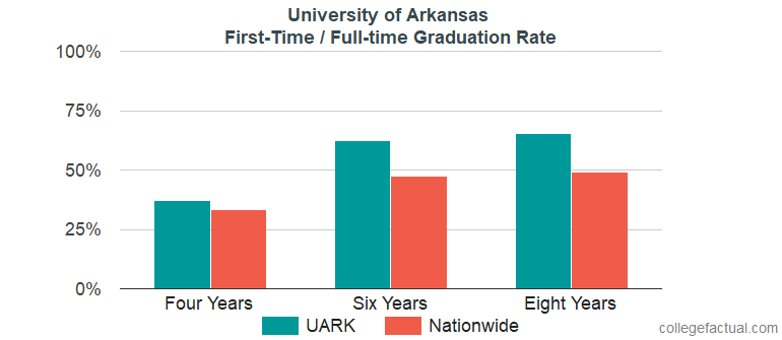 University of Arkansas
First-Time / Full-time Graduation Rate
100%
75%
50%
25%
0%
Four Years
Six Years
Eight Years
UARK
Nationwide
collegefactual.com